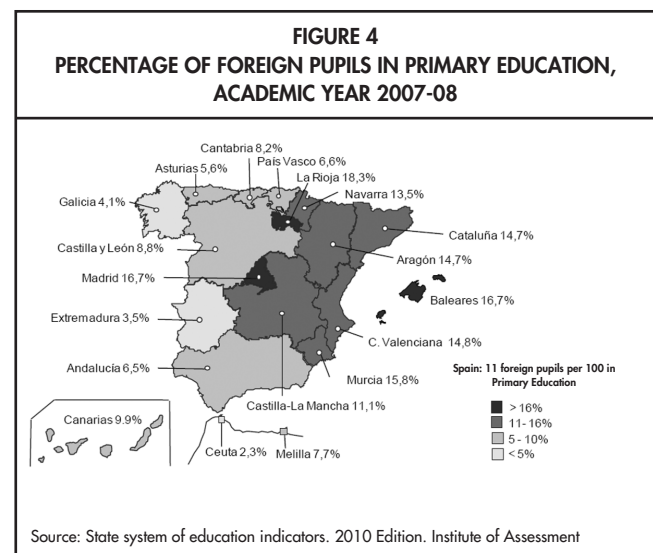 FIGURE 4
PERCENTAGE OF FOREIGN PUPILS IN PRIMARY EDUCATION,
ACADEMIC YEAR 2007-08
Cantabria 8,2%
País Vasco 6,6%
Asturias 5,6%
La Rioja 18,3%
Navarra 13,5%
Galicia 4,1%
Cataluña 14,7%
Castilla y León 8,8%
Aragón 14,7%
Madrid 16,7%
Baleares 16,7%
Extremadura 3,5%
C. Valenciana 14,8%
Andalucía 6,5%
Murcia 15,8%
Castilla-La Mancha 11,1%
Canarias 9.9%
Ceuta 2,3%
Melilla 7,7%
Spain: 11 foreign pupils per 100 in
Primary Education
> 16%
11- 16%
5 - 10%
< 5%
Source: State system of education indicators. 2010 Edition. Institute of Assessment